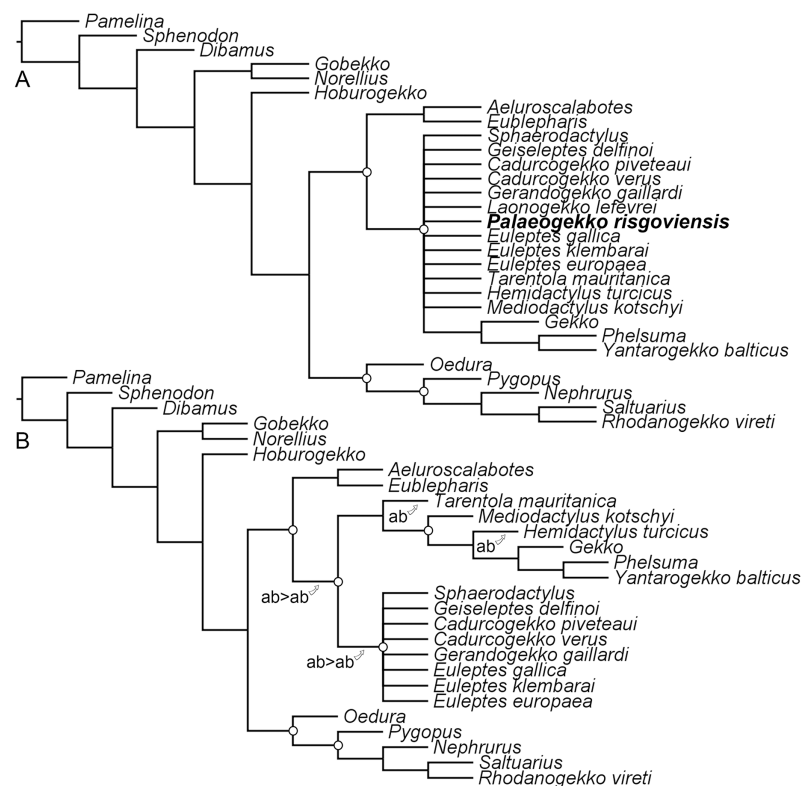 Pamelina
Sphenodon
Dibamus
A
Gobekko
Norellius
Hoburogekko
Aeluroscalabotes
Eublepharis
Sphaerodactylus
Geiseleptes delfinoi
Cadurcogekko piveteaui
Cadurcogekko verus
Gerandogekko gaillardi
Laonogekko lefevrei
Palaeogekko risgoviensis
Euleptes gallica
Euleptes klembarai
Euleptes europaea
Tarentola mauritanica
Hemidactylus turcicus
Mediodactylus kotschyi
Gekko
Phelsuma
Yantarogekko balticus
Oedura
Pygopus
Nephrurus
Saltuarius
Rhodanogekko vireti
Pamelina
Sphenodon
Dibamus
B
Gobekko
Norellius
Hoburogekko
Aeluroscalabotes
Eublepharis
Tarentola mauritanica
ab
Mediodactylus kotschyi
Hemidactylus turcicus
ab
Gekko
Phelsuma
Yantarogekko balticus
ab>ab
Sphaerodactylus
Geiseleptes delfinoi
Cadurcogekko piveteaui
Cadurcogekko verus
Gerandogekko gaillardi
ab>ab
Euleptes gallica
Euleptes klembarai
Euleptes europaea
Oedura
Pygopus
Nephrurus
Saltuarius
Rhodanogekko vireti